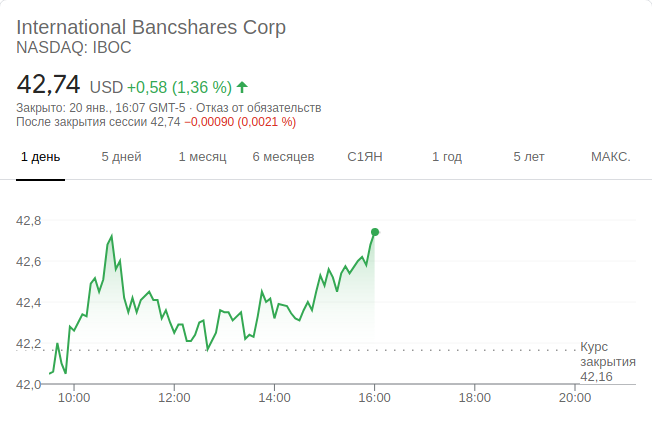 International Bancshares Corp
NASDAQ: IBOC
42,74 USD +0,58 (1,36 %)
Закрыто: 20 янв., 16:07 GMT-5 · Отказ от обязательств
После закрытия сессии 42,74 −0,00090 (0,0021 %)
1 день 5 дней 1 месяц 6 месяцев С1ЯН 1 год 5 лет МАКС.
42,8
42,6
42,4
42,2
Курс
закрытия
42,16
42,0
10:00 12:00 14:00 16:00 18:00 20:00